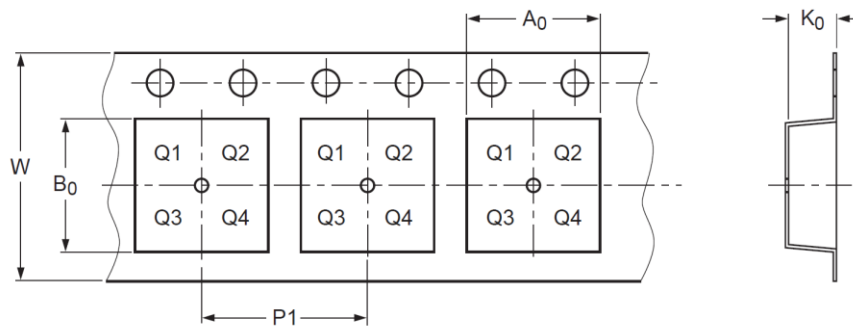 A0 K0
Q1 Q2 Q1 Q2 Q1 Q2
W B0
Q3 Q4 Q3 Q4 Q3 Q4
P1